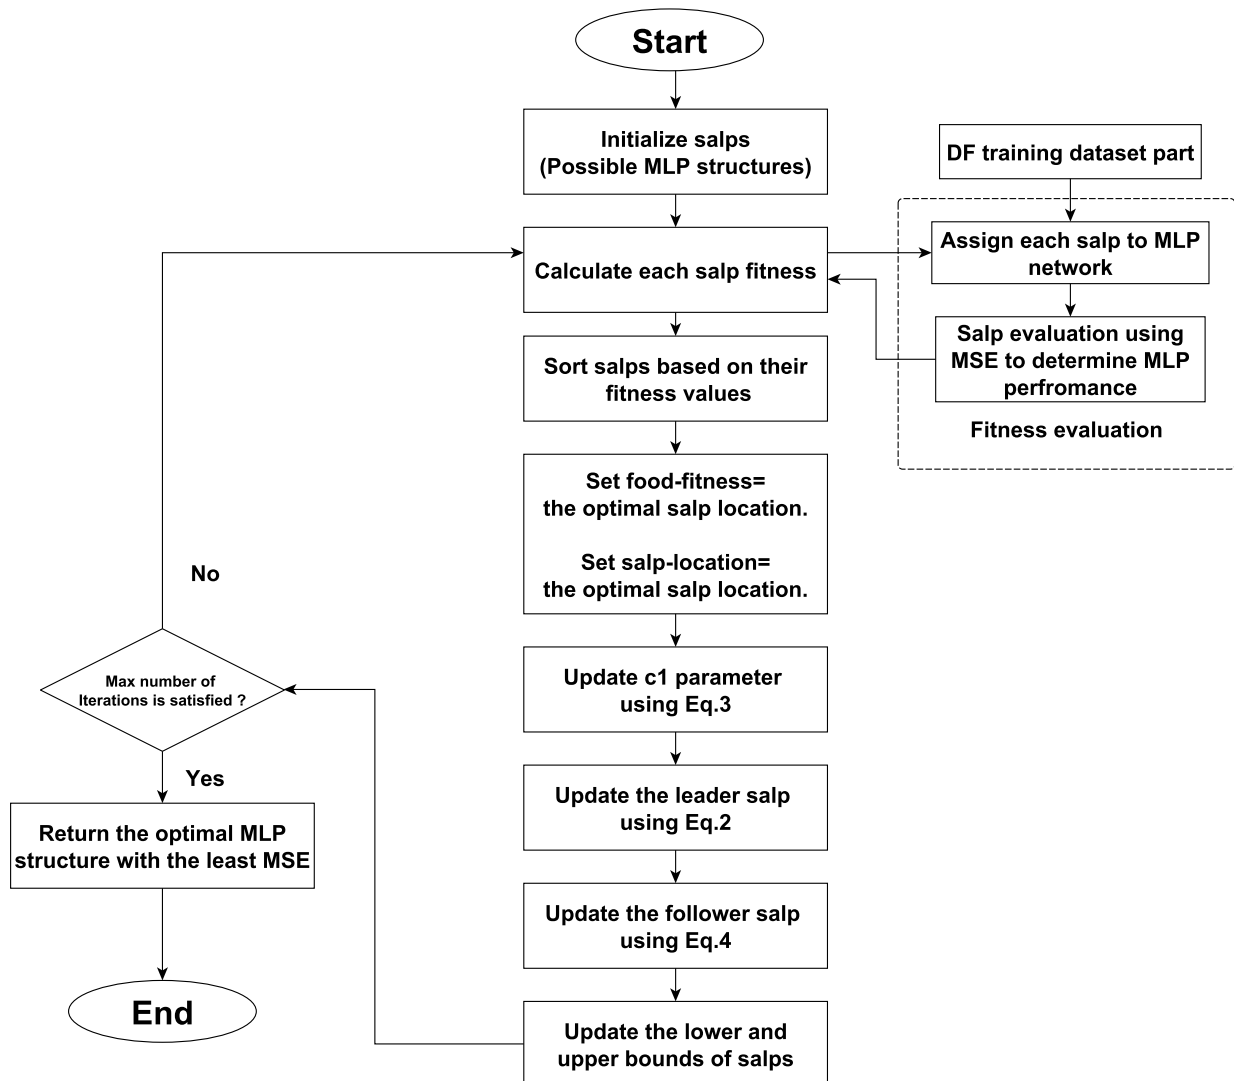 Start
Initialize salps
(Possible MLP structures)
DF training dataset part
Calculate each salp fitness
Assign each salp to MLP
network
Salp evaluation using
MSE to determine MLP
perfromance
Fitness evaluation
Sort salps based on their
fitness values
Set food-fitness=
the optimal salp location.
Set salp-location=
the optimal salp location.
Update c1 parameter
using Eq.3
Update the leader salp
using Eq.2
Update the follower salp
using Eq.4
Update the lower and
upper bounds of salps
No
Max number of
Iterations is satisfied ?
Yes
Return the optimal MLP
structure with the least MSE
End